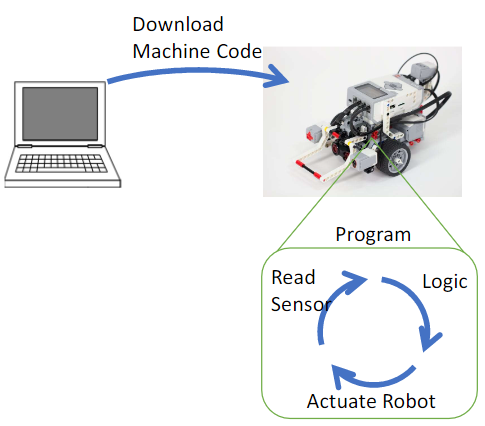 Download
Machine Code
Program
Read
Sensor
Logic
Actuate Robot